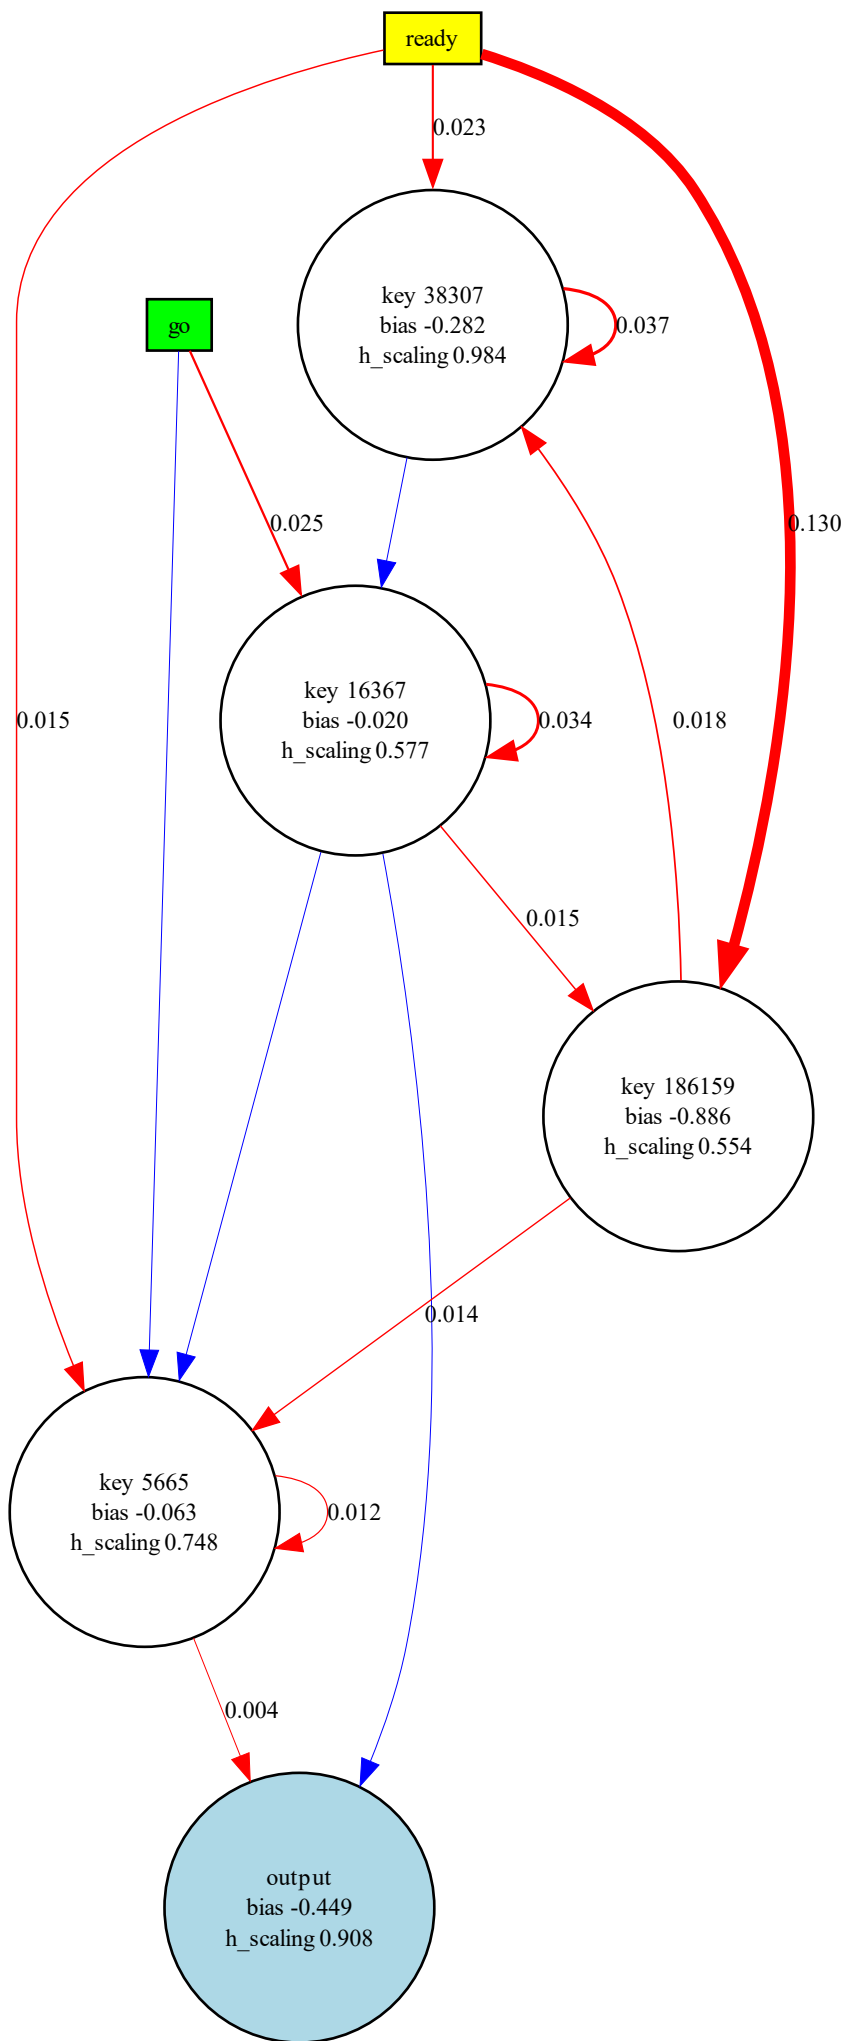 ready
0.023
key 38307
bias -0.282
h_scaling 0.984
0.037
go
0.025
0.130
key 16367
bias -0.020
h_scaling 0.577
0.034
0.018
0.015
0.015
key 186159
bias -0.886
h_scaling 0.554
0.014
key 5665
bias -0.063
h_scaling 0.748
0.012
0.004
output
bias -0.449
h_scaling 0.908